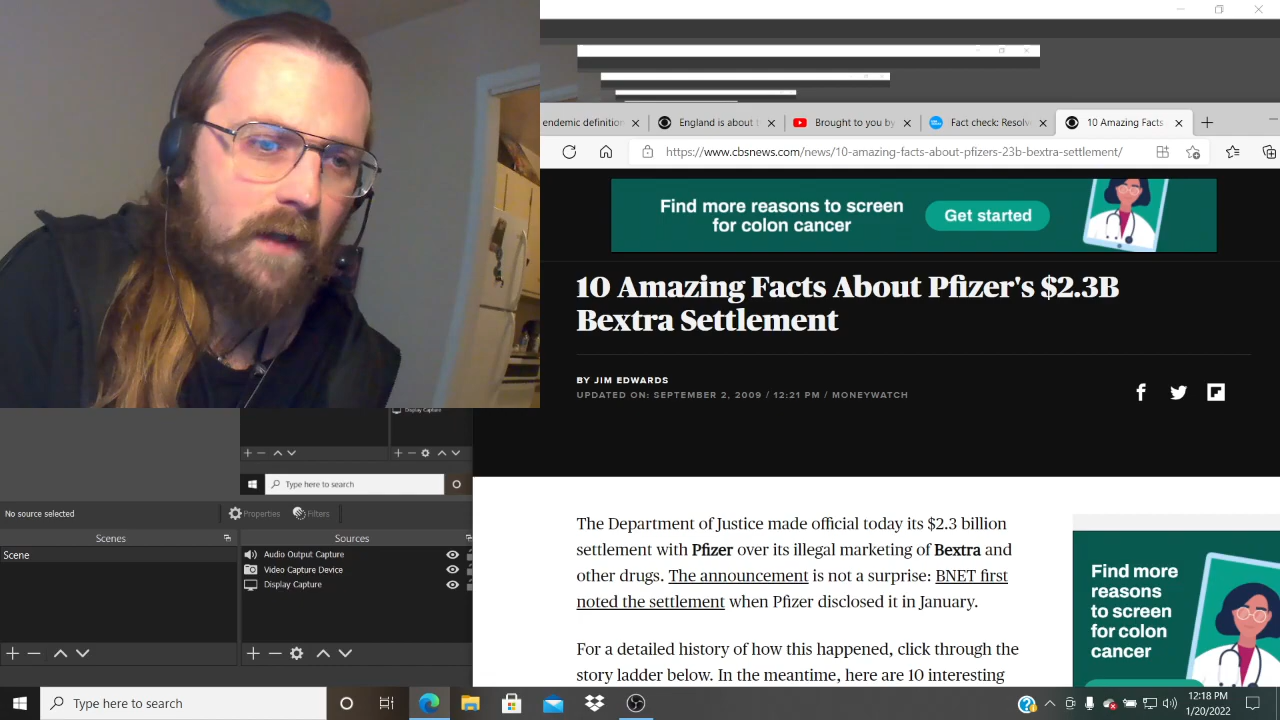 endemic definition
England is about t
Brought to you by
Fact check: Resolv
10 Amazing Facts
https://www.cbsnews.com/news/10-amazing-facts-about-pfizers-23b-bextra-settlement/
Find more reasons to screen
for colon cancer
Get started
10 Amazing Facts About Pfizer's $2.3B
Bextra Settlement
BY JIM EDWARDS
UPDATED ON: SEPTEMBER 2, 2009 / 12:21 PM / MONEYWATCH
The Department of Justice made official today its $2.3 billion
settlement with Pfizer over its illegal marketing of Bextra and
other drugs. The announcement is not a surprise: BNET first
noted the settlement when Pfizer disclosed it in January.
For a detailed history of how this happened, click through the
story ladder below. In the meantime, here are 10 interesting
Find more
reasons
to screen
for colon
cancer
Display Capture
Type here to search
No source selected
Properties
Filters
Scenes
Sources
Scene
Audio Output Capture
Video Capture Device
Display Capture
Type here to search
12:18 PM
1/20/2022